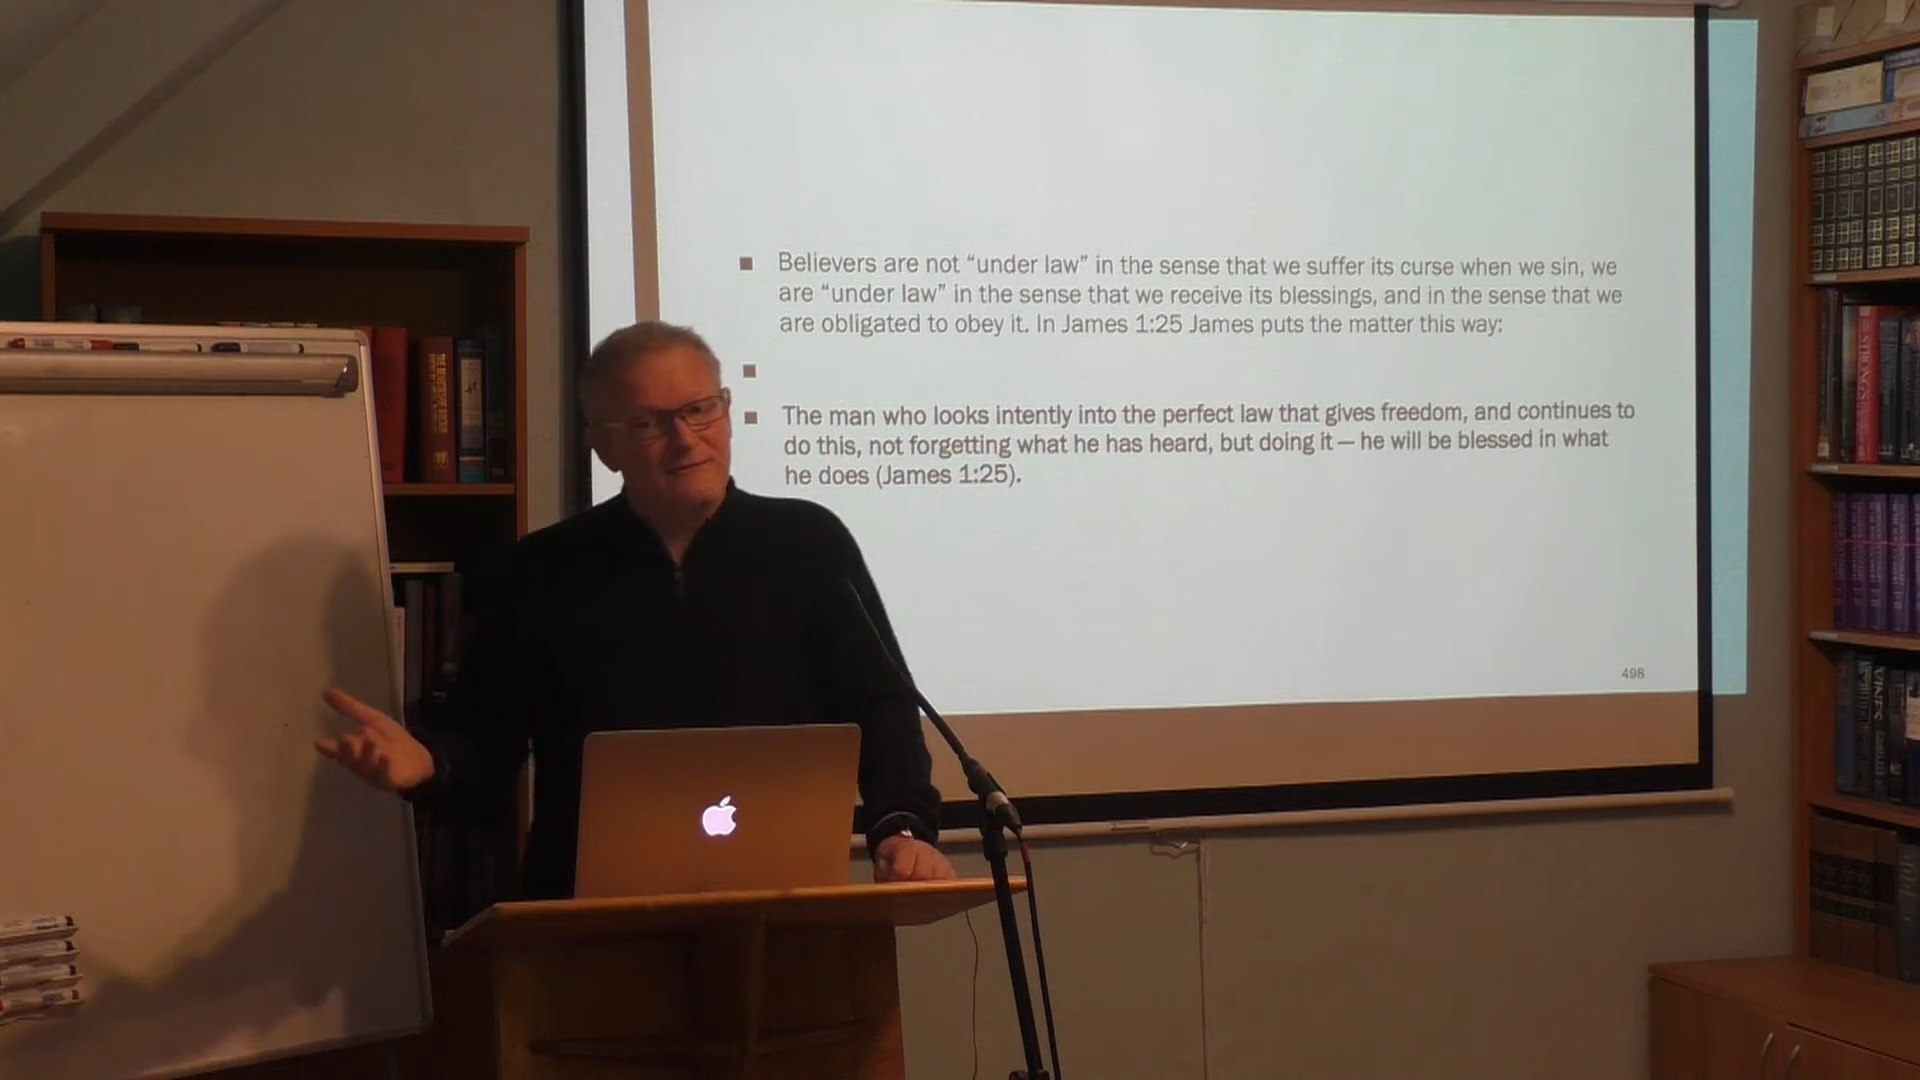 Believers are not “under law” in the sense that we suffer its curse when we sin, we
are “under law” in the sense that we receive its blessings, and in the sense that we
are obligated to obey it. In James 1:25 James puts the matter this way:
The man who looks intently into the perfect law that gives freedom, and continues to
do this, not forgetting what he has heard, but doing it — he will be blessed in what
he does (James 1:25).
498
STRONG'S